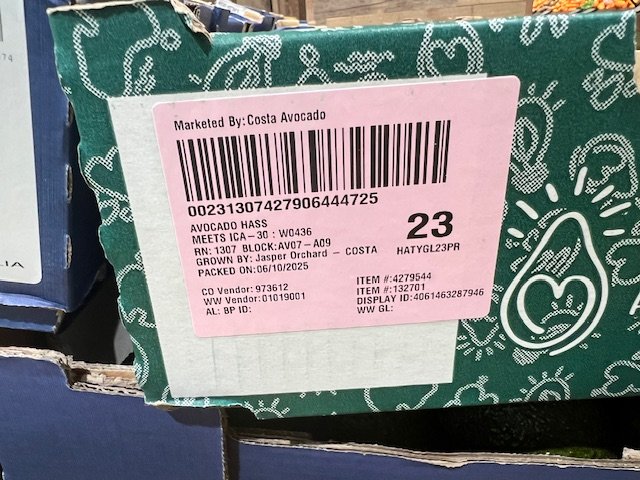 Marketed By: Costa Avocado
00231307427906444725
AVOCADO HASS
MEETS ICA-30 : W0436
RN: 1307 BLOCK:AV07 - A09
GROWN BY: Jasper Orchard - COSTA
PACKED ON: 06/10/2025
23
HATYGL23PR
CO Vendor: 973612
WW Vendor: 01019001
AL: BP ID:
ITEM #:4279544
ITEM #:132701
DISPLAY ID:4061463287946
WW GL:
LIA
74